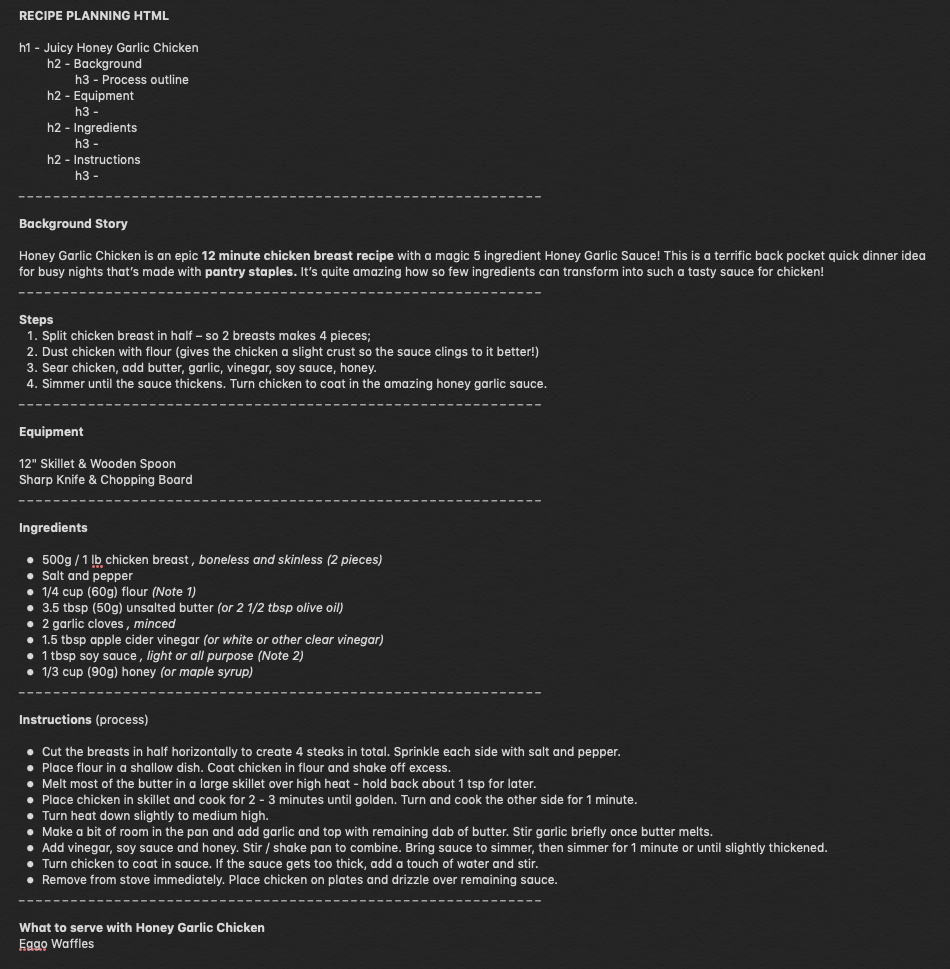 RECIPE PLANNING HTML
h1 - Juicy Honey Garlic Chicken
h2 - Background
h3 - Process outline
h2 - Equipment
h3 -
h2 - Ingredients
h3 -
h2 - Instructions
h3 -
Background Story
Honey Garlic Chicken is an epic 12 minute chicken breast recipe with a magic 5 ingredient Honey Garlic Sauce! This is a terrific back pocket quick dinner idea
for busy nights that's made with pantry staples. It's quite amazing how so few ingredients can transform into such a tasty sauce for chicken!
Steps
1. Split chicken breast in half – so 2 breasts makes 4 pieces;
2. Dust chicken with flour (gives the chicken a slight crust so the sauce clings to it better!)
3. Sear chicken, add butter, garlic, vinegar, soy sauce, honey.
4. Simmer until the sauce thickens. Turn chicken to coat in the amazing honey garlic sauce.
Equipment
12" Skillet & Wooden Spoon
Sharp Knife & Chopping Board
Ingredients
● 500g / 1 lb chicken breast , boneless and skinless (2 pieces)
● Salt and pepper
● 1/4 cup (60g) flour (Note 1)
● 3.5 tbsp (50g) unsalted butter (or 2 1/2 tbsp olive oil)
● 2 garlic cloves , minced
● 1.5 tbsp apple cider vinegar (or white or other clear vinegar)
● 1 tbsp soy sauce , light or all purpose (Note 2)
● 1/3 cup (90g) honey (or maple syrup)
Instructions (process)
● Cut the breasts in half horizontally to create 4 steaks in total. Sprinkle each side with salt and pepper.
● Place flour in a shallow dish. Coat chicken in flour and shake off excess.
● Melt most of the butter in a large skillet over high heat - hold back about 1 tsp for later.
● Place chicken in skillet and cook for 2 - 3 minutes until golden. Turn and cook the other side for 1 minute.
● Turn heat down slightly to medium high.
● Make a bit of room in the pan and add garlic and top with remaining dab of butter. Stir garlic briefly once butter melts.
● Add vinegar, soy sauce and honey. Stir / shake pan to combine. Bring sauce to simmer, then simmer for 1 minute or until slightly thickened.
● Turn chicken to coat in sauce. If the sauce gets too thick, add a touch of water and stir.
● Remove from stove immediately. Place chicken on plates and drizzle over remaining sauce.
What to serve with Honey Garlic Chicken
Eggo Waffles